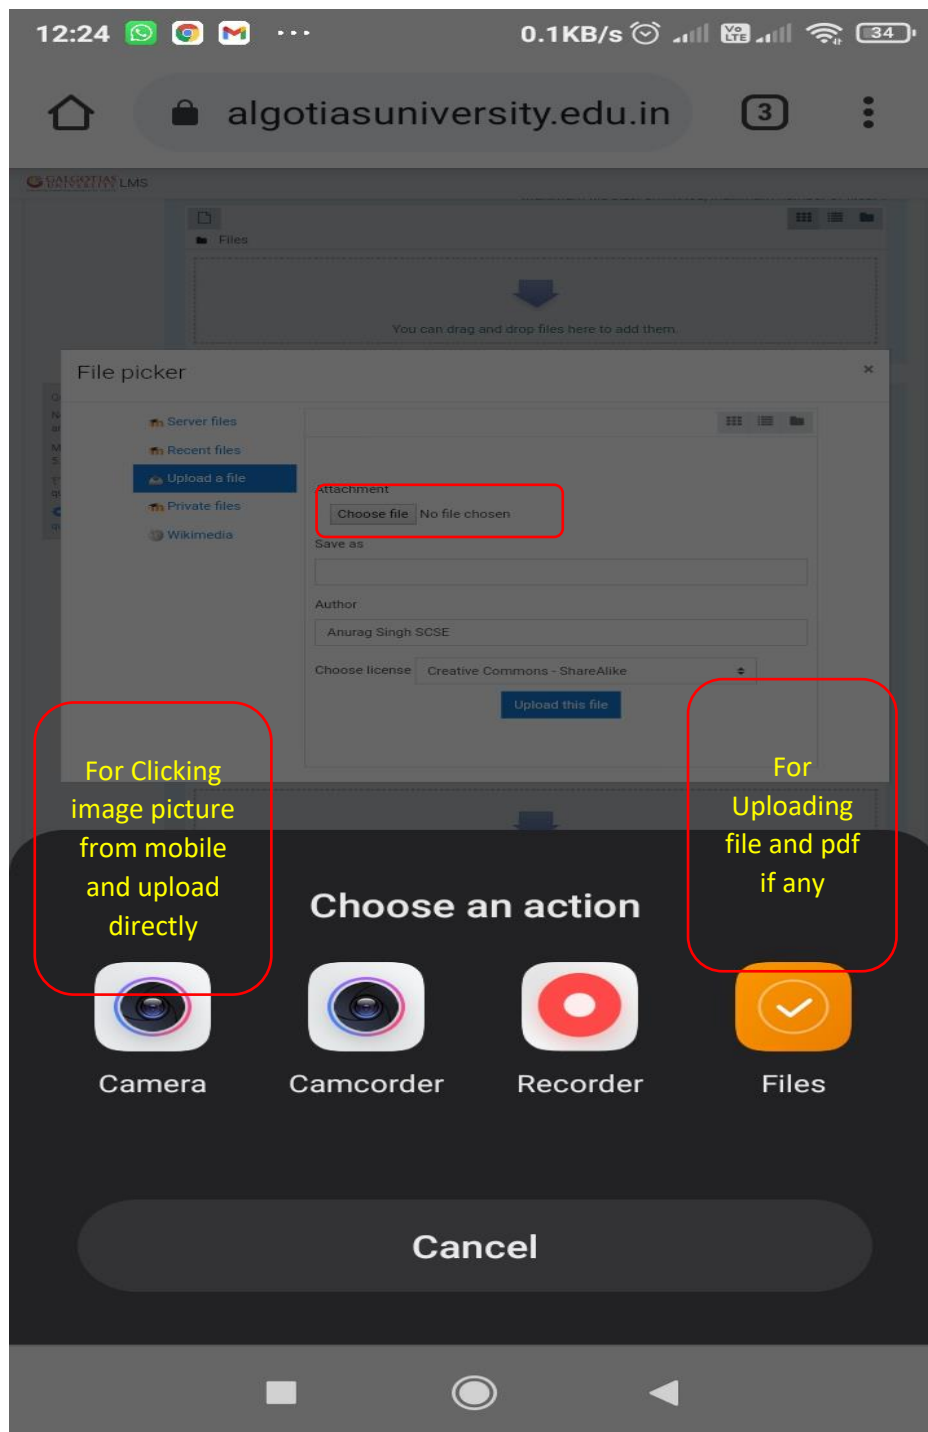 12:24
0.1KB/s
Vo
LTE
34
algotiasuniversity.edu.in
3
GALGOTIAS
UNIVERSITY LMS
Files
You can drag and drop files here to add them.
File picker
×
Server files
Recent files
Upload a file
Private files
Wikimedia
Attachment
Choose file No file chosen
Save as
Author
Anurag Singh SCSE
Choose license Creative Commons - ShareAlike
Upload this file
For Clicking
image picture
from mobile
and upload
directly
For
Uploading
file and pdf
if any
Choose an action
Camera
Camcorder
Recorder
Files
Cancel